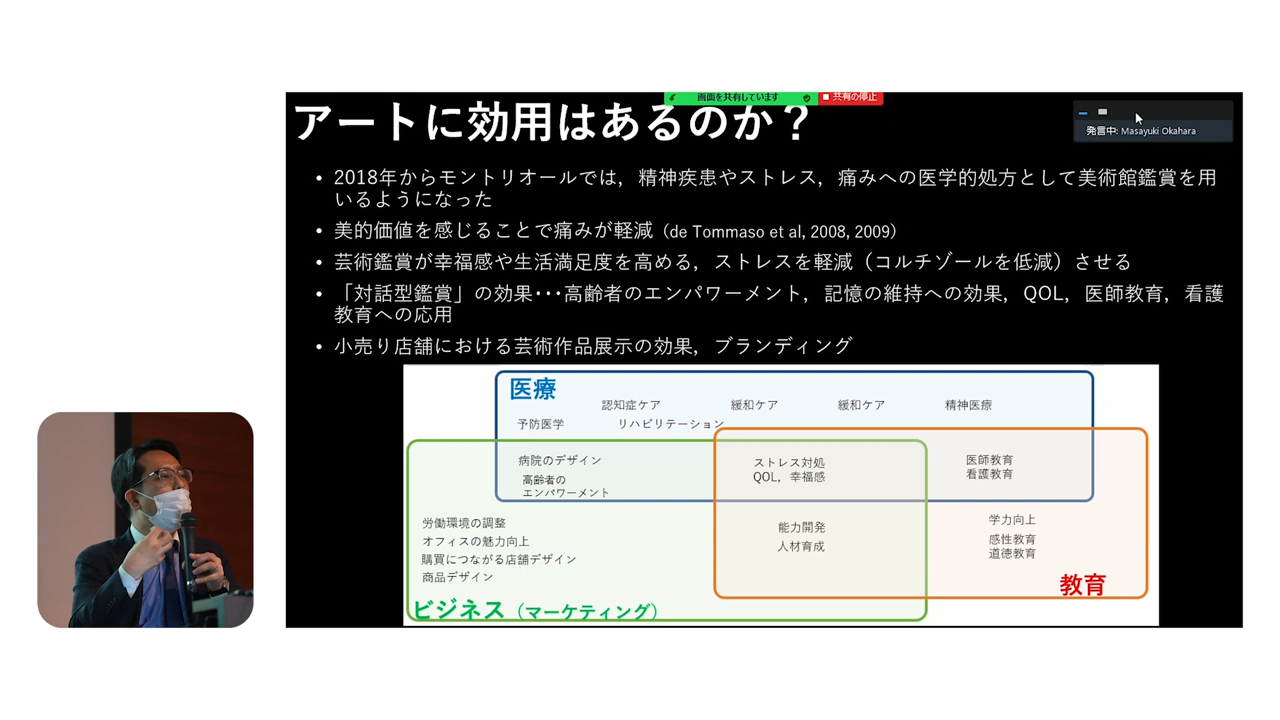 画面を共有しています
共有の停止
アートに効用はあるのか？
発言中: Masayuki Okahara
• 2018年からモントリオールでは，精神疾患やストレス，痛みへの医学的処方として美術館鑑賞を用
いるようになった
• 美的価値を感じることで痛みが軽減（de Tommaso et al, 2008, 2009）
• 芸術鑑賞が幸福感や生活満足度を高める，ストレスを軽減（コルチゾールを低減）させる
• 「対話型鑑賞」の効果･･･高齢者のエンパワーメント，記憶の維持への効果，QOL，医師教育，看護
教育への応用
• 小売り店舗における芸術作品展示の効果，ブランディング
医療
認知症ケア 緩和ケア 緩和ケア 精神医療
予防医学 リハビリテーション
病院のデザイン
高齢者の
エンパワーメント
ストレス対処
QOL，幸福感
医師教育
看護教育
労働環境の調整
オフィスの魅力向上
購買につながる店舗デザイン
商品デザイン
能力開発
人材育成
学力向上
感性教育
道徳教育
教育
ビジネス（マーケティング）